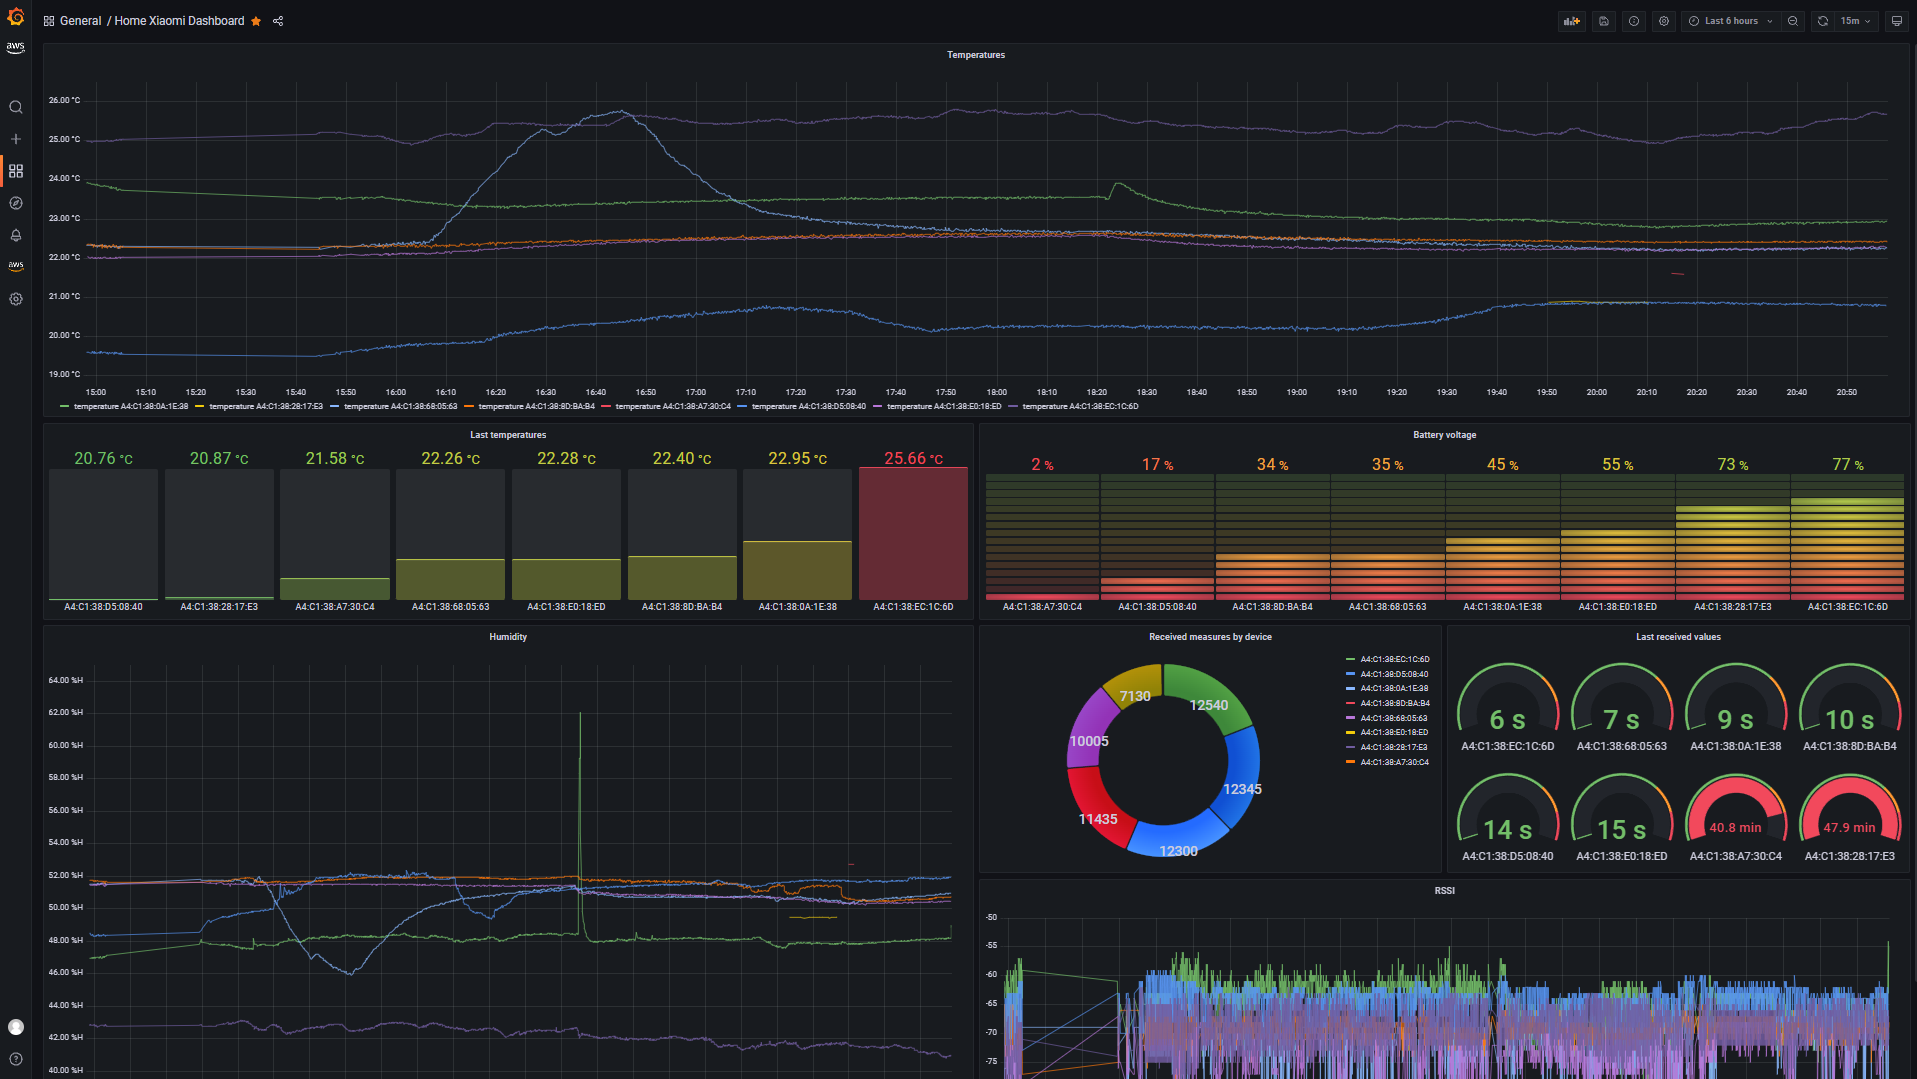 General / Home Xiaomi Dashboard
Last 6 hours
15m
aws
aws
Temperatures
26.00 °C
25.00 °C
24.00 °C
23.00 °C
22.00 °C
21.00 °C
20.00 °C
19.00 °C
15:00 15:10 15:20 15:30 15:40 15:50 16:00 16:10 16:20 16:30 16:40 16:50 17:00 17:10 17:20 17:30 17:40 17:50 18:00 18:10 18:20 18:30 18:40 18:50 19:00 19:10 19:20 19:30 19:40 19:50 20:00 20:10 20:20 20:30 20:40 20:50
temperature A4:C1:38:0A:1E:38 temperature A4:C1:38:28:17:E3 temperature A4:C1:38:68:05:63 temperature A4:C1:38:8D:BA:B4 temperature A4:C1:38:A7:30:C4 temperature A4:C1:38:D5:08:40 temperature A4:C1:38:E0:18:ED temperature A4:C1:38:EC:1C:6D
Last temperatures
20.76 °C 20.87 °C 21.58 °C 22.26 °C 22.28 °C 22.40 °C 22.95 °C 25.66 °C
A4:C1:38:D5:08:40 A4:C1:38:28:17:E3 A4:C1:38:A7:30:C4 A4:C1:38:68:05:63 A4:C1:38:E0:18:ED A4:C1:38:8D:BA:B4 A4:C1:38:0A:1E:38 A4:C1:38:EC:1C:6D
Battery voltage
2 % 17 % 34 % 35 % 45 % 55 % 73 % 77 %
A4:C1:38:A7:30:C4 A4:C1:38:D5:08:40 A4:C1:38:8D:BA:B4 A4:C1:38:68:05:63 A4:C1:38:0A:1E:38 A4:C1:38:E0:18:ED A4:C1:38:28:17:E3 A4:C1:38:EC:1C:6D
Humidity
64.00 %H
62.00 %H
60.00 %H
58.00 %H
56.00 %H
54.00 %H
52.00 %H
50.00 %H
48.00 %H
46.00 %H
44.00 %H
42.00 %H
40.00 %H
Received measures by device
7130
12540
10005
12345
11435
12300
A4:C1:38:EC:1C:6D
A4:C1:38:D5:08:40
A4:C1:38:0A:1E:38
A4:C1:38:8D:BA:B4
A4:C1:38:68:05:63
A4:C1:38:E0:18:ED
A4:C1:38:28:17:E3
A4:C1:38:A7:30:C4
Last received values
6 s 7 s 9 s 10 s
A4:C1:38:EC:1C:6D A4:C1:38:68:05:63 A4:C1:38:0A:1E:38 A4:C1:38:8D:BA:B4
14 s 15 s 40.8 min 47.9 min
A4:C1:38:D5:08:40 A4:C1:38:E0:18:ED A4:C1:38:A7:30:C4 A4:C1:38:28:17:E3
RSSI
-50
-55
-60
-65
-70
-75